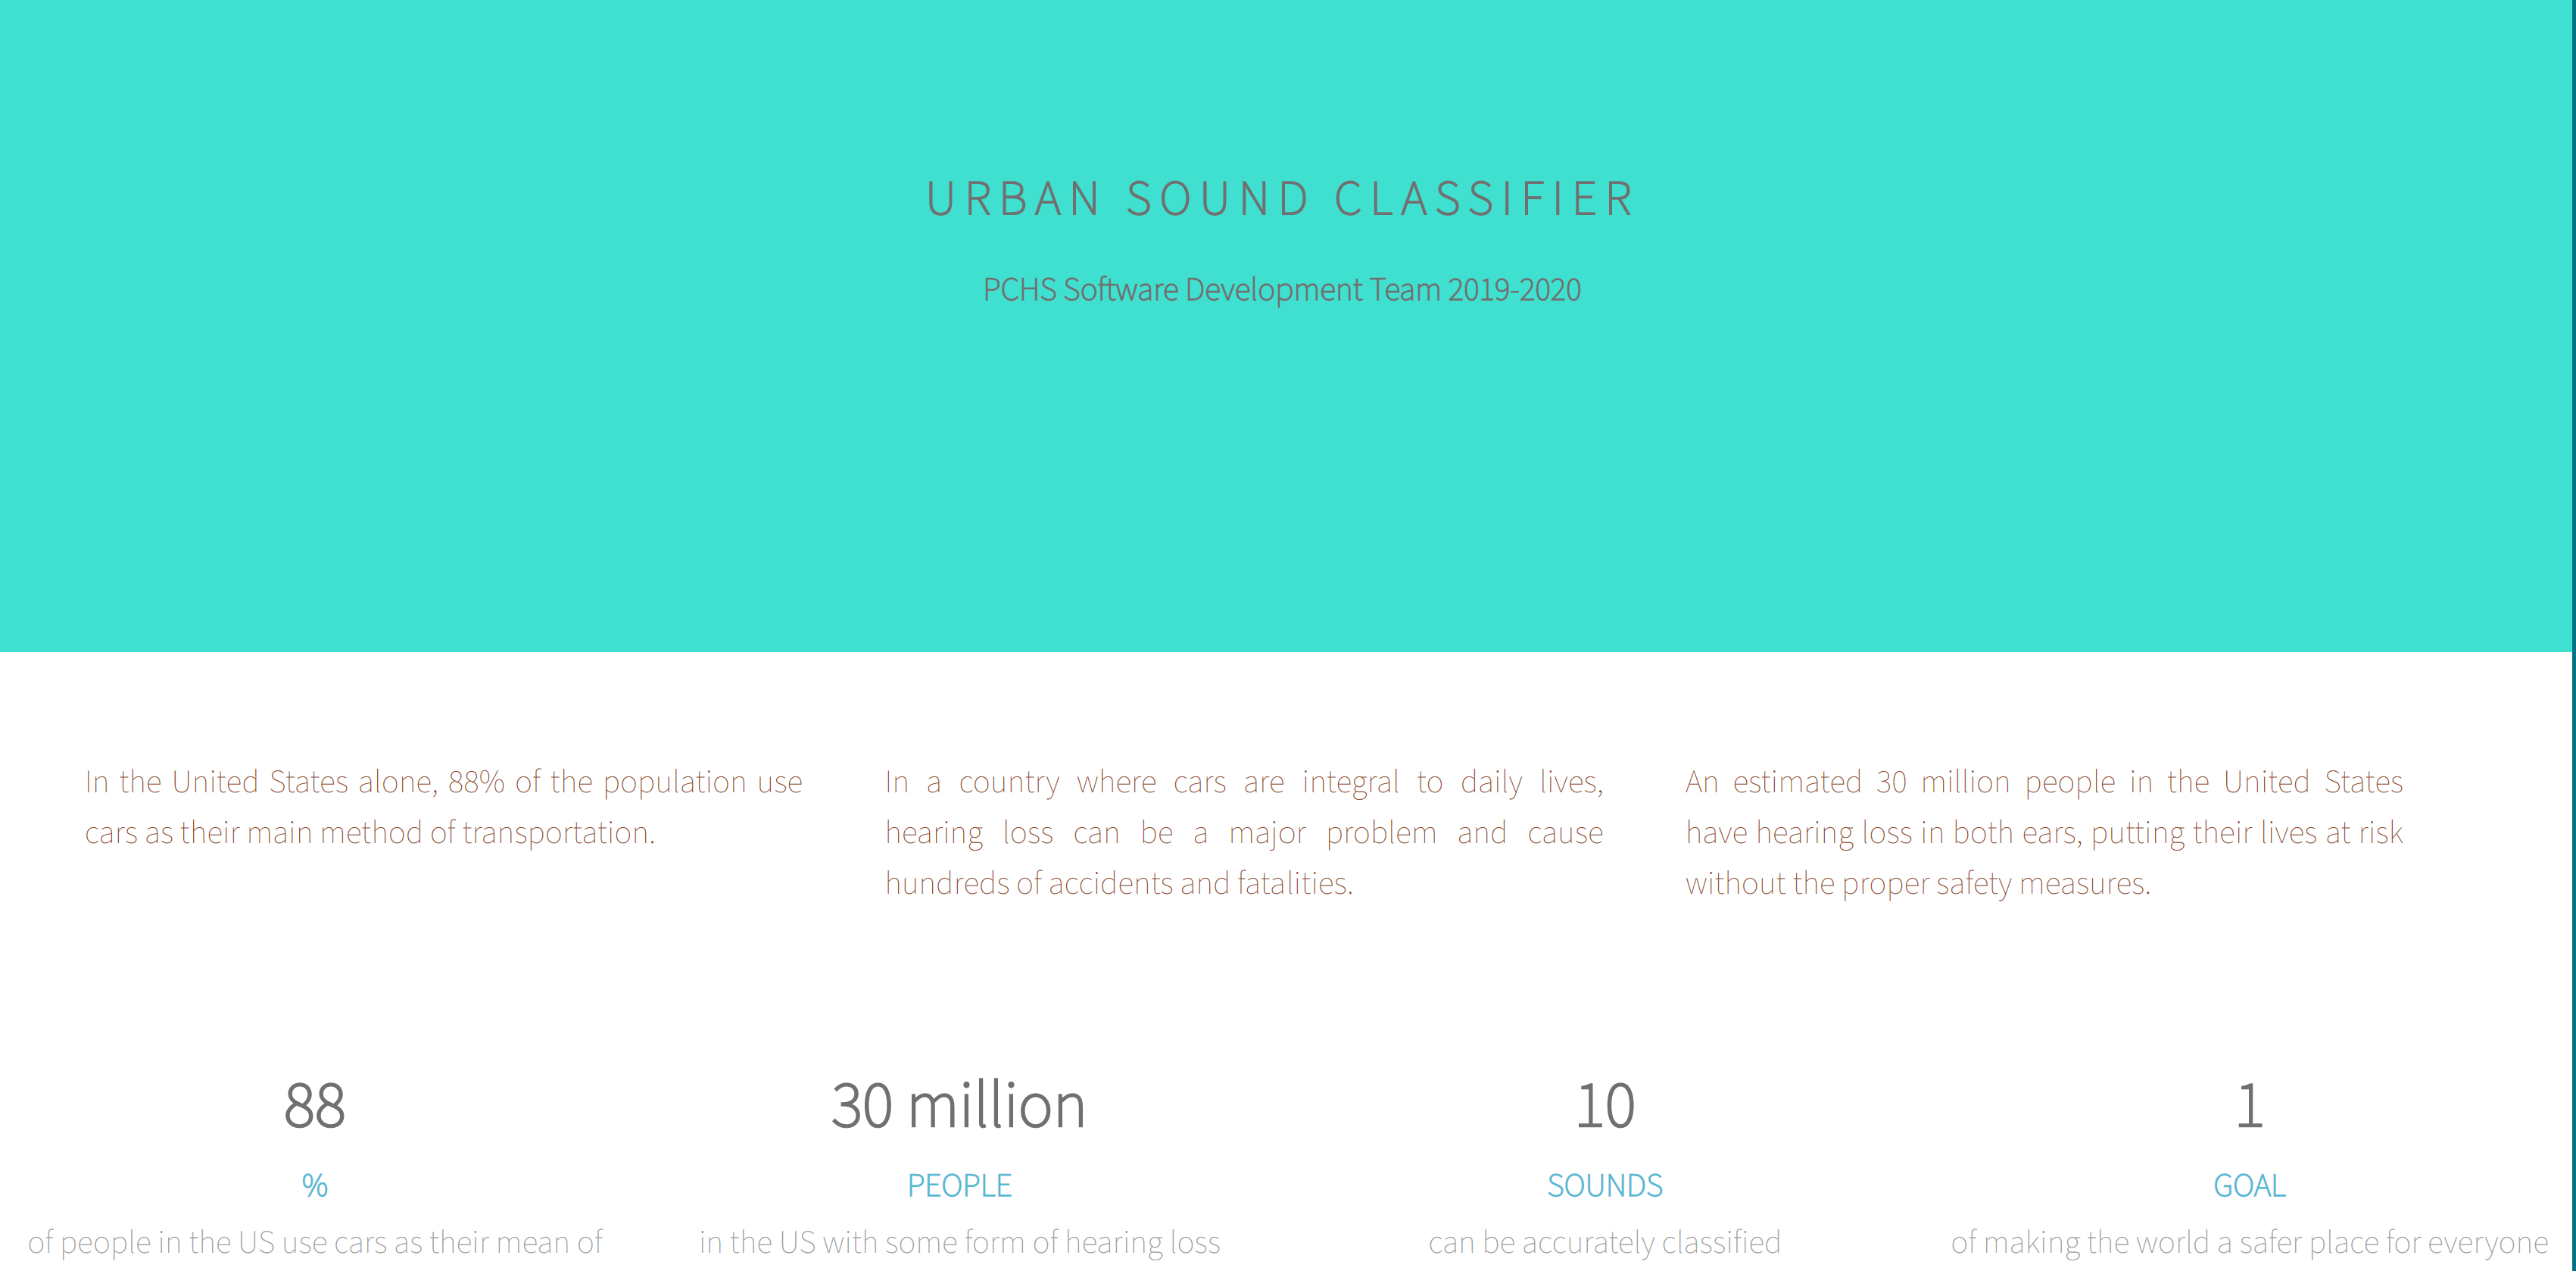 URBAN SOUND CLASSIFIER
PCHS Software Development Team 2019-2020
In the United States alone, 88% of the population use
cars as their main method of transportation.
In a country where cars are integral to daily lives,
hearing loss can be a major problem and cause
hundreds of accidents and fatalities.
An estimated 30 million people in the United States
have hearing loss in both ears, putting their lives at risk
without the proper safety measures.
88
%
of people in the US use cars as their mean of
30 million
PEOPLE
in the US with some form of hearing loss
10
SOUNDS
can be accurately classified
1
GOAL
of making the world a safer place for everyone